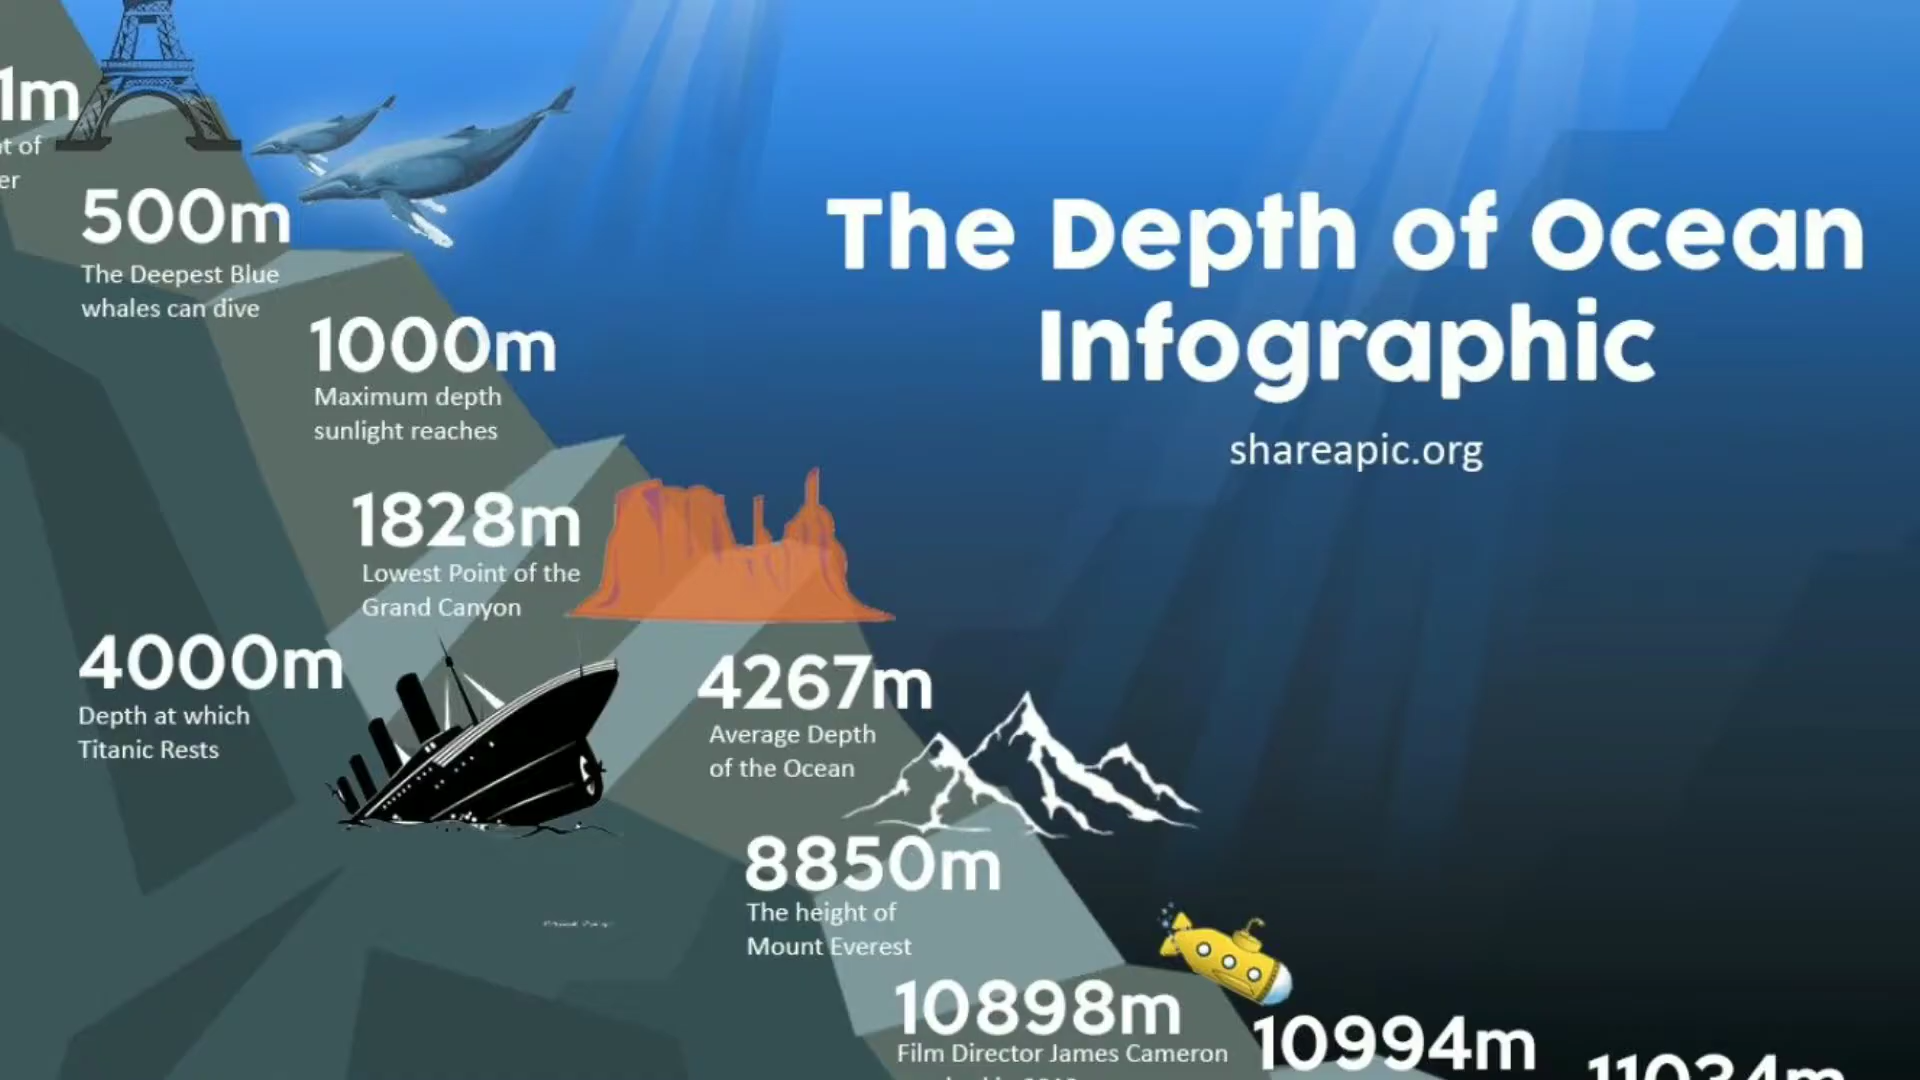 1m
of
er
500m
The Deepest Blue
whales can dive
The Depth of Ocean
Infographic
shareapic.org
1000m
Maximum depth
sunlight reaches
1828m
Lowest Point of the
Grand Canyon
4000m
Depth at which
Titanic Rests
4267m
Average Depth
of the Ocean
8850m
The height of
Mount Everest
10898m
Film Director James Cameron
10994m
11034m